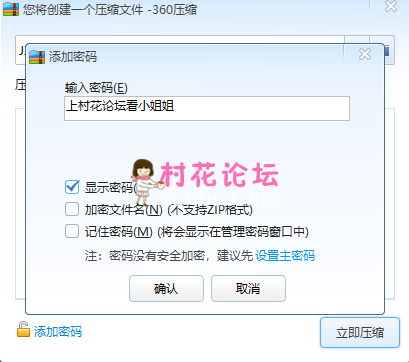 您将创建一个压缩文件 -360压缩
添加密码
输入密码(E)
上村花论坛看小姐姐
村花论坛
显示密码
加密文件名(N) (不支持ZIP格式)
记住密码(M) (将会显示在管理密码窗口中)
注：密码没有安全加密，建议先 设置主密码
确认
取消
添加密码
立即压缩